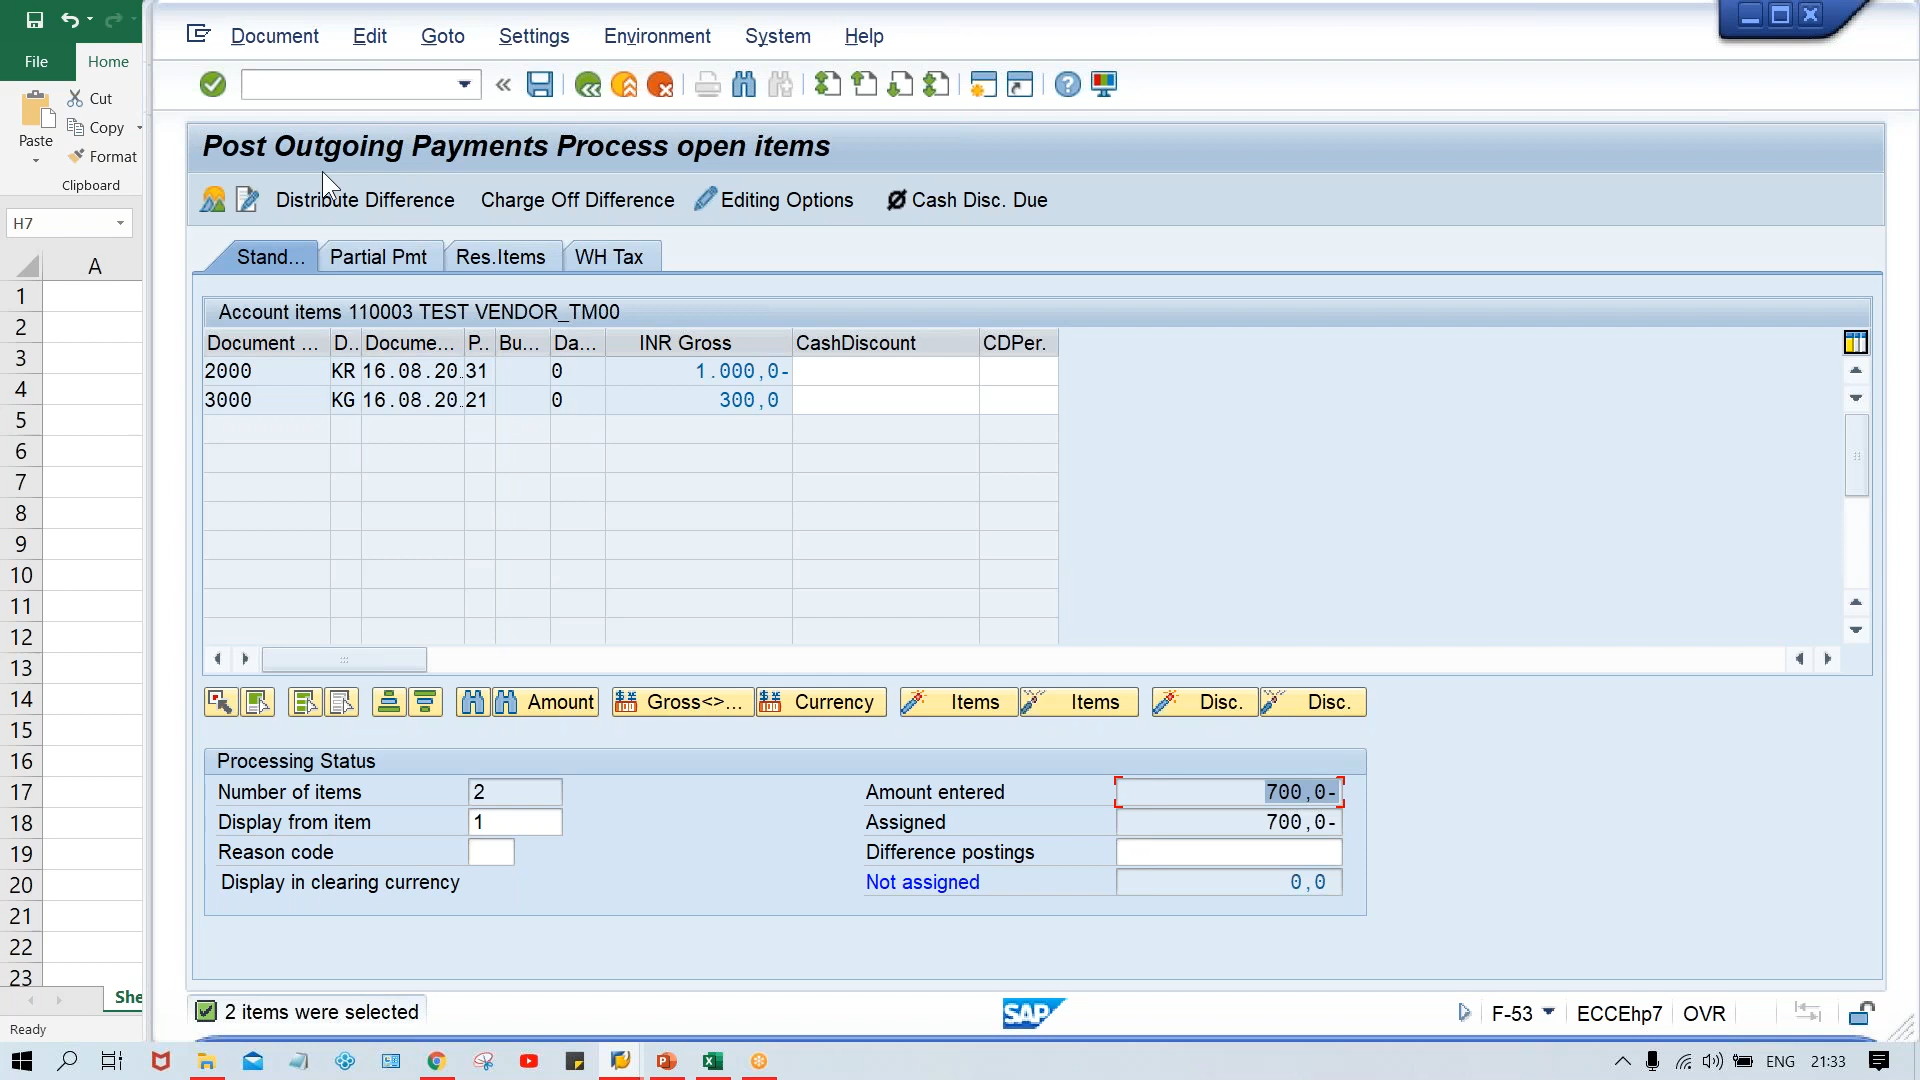 Document Edit Goto Settings Environment System Help
File Home
Cut
Copy
Paste
Format
Clipboard
Post Outgoing Payments Process open items
Distribute Difference Charge Off Difference Editing Options Cash Disc. Due
H7
A
Stand... Partial Pmt Res.Items WH Tax
1
2
3
4
5
6
7
8
9
10
11
12
13
14
15
16
17
18
19
20
21
22
23
Account items 110003 TEST VENDOR_TM00
Document ... D.. Docume... P.. Bu... Da... INR Gross CashDiscount CDPer.
2000 KR 16.08.20. 31 0 1.000,0-
3000 KG 16.08.20. 21 0 300,0
Amount Gross<>... Currency Items Items Disc. Disc.
Processing Status
Number of items 2 Amount entered 700,0-
Display from item 1 Assigned 700,0-
Reason code Difference postings
Display in clearing currency Not assigned 0,0
She
Ready
2 items were selected SAP F-53 ECCEhp7 OVR
ENG 21:33